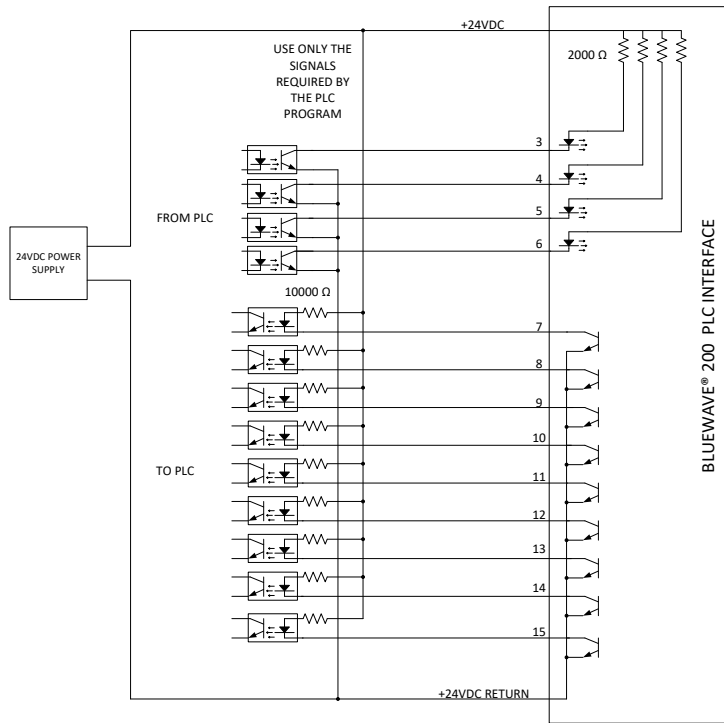 +24VDC
USE ONLY THE
SIGNALS
REQUIRED BY
THE PLC
PROGRAM
2000 Ω
3
4
FROM PLC
5
6
24VDC POWER
SUPPLY
10000 Ω
7
8
9
10
TO PLC
11
12
13
14
15
+24VDC RETURN
BLUEWAVE® 200 PLC INTERFACE